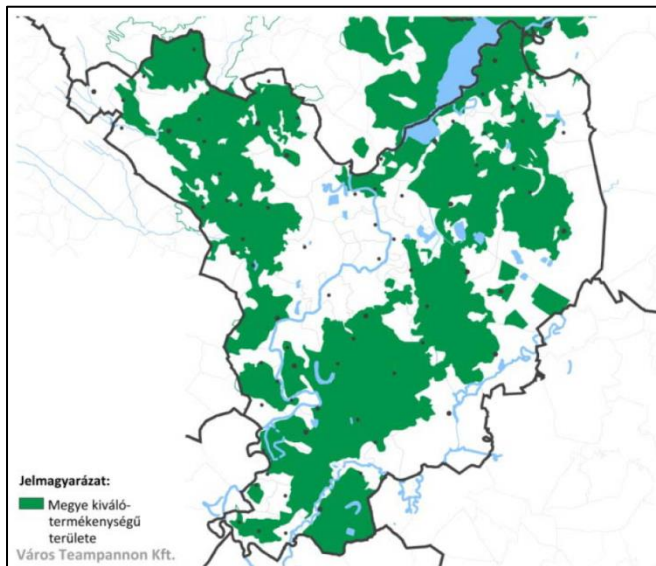 Jelmagyarázat:
Megye kiváló-
termékenységű
területe
Város Teampannon Kft.